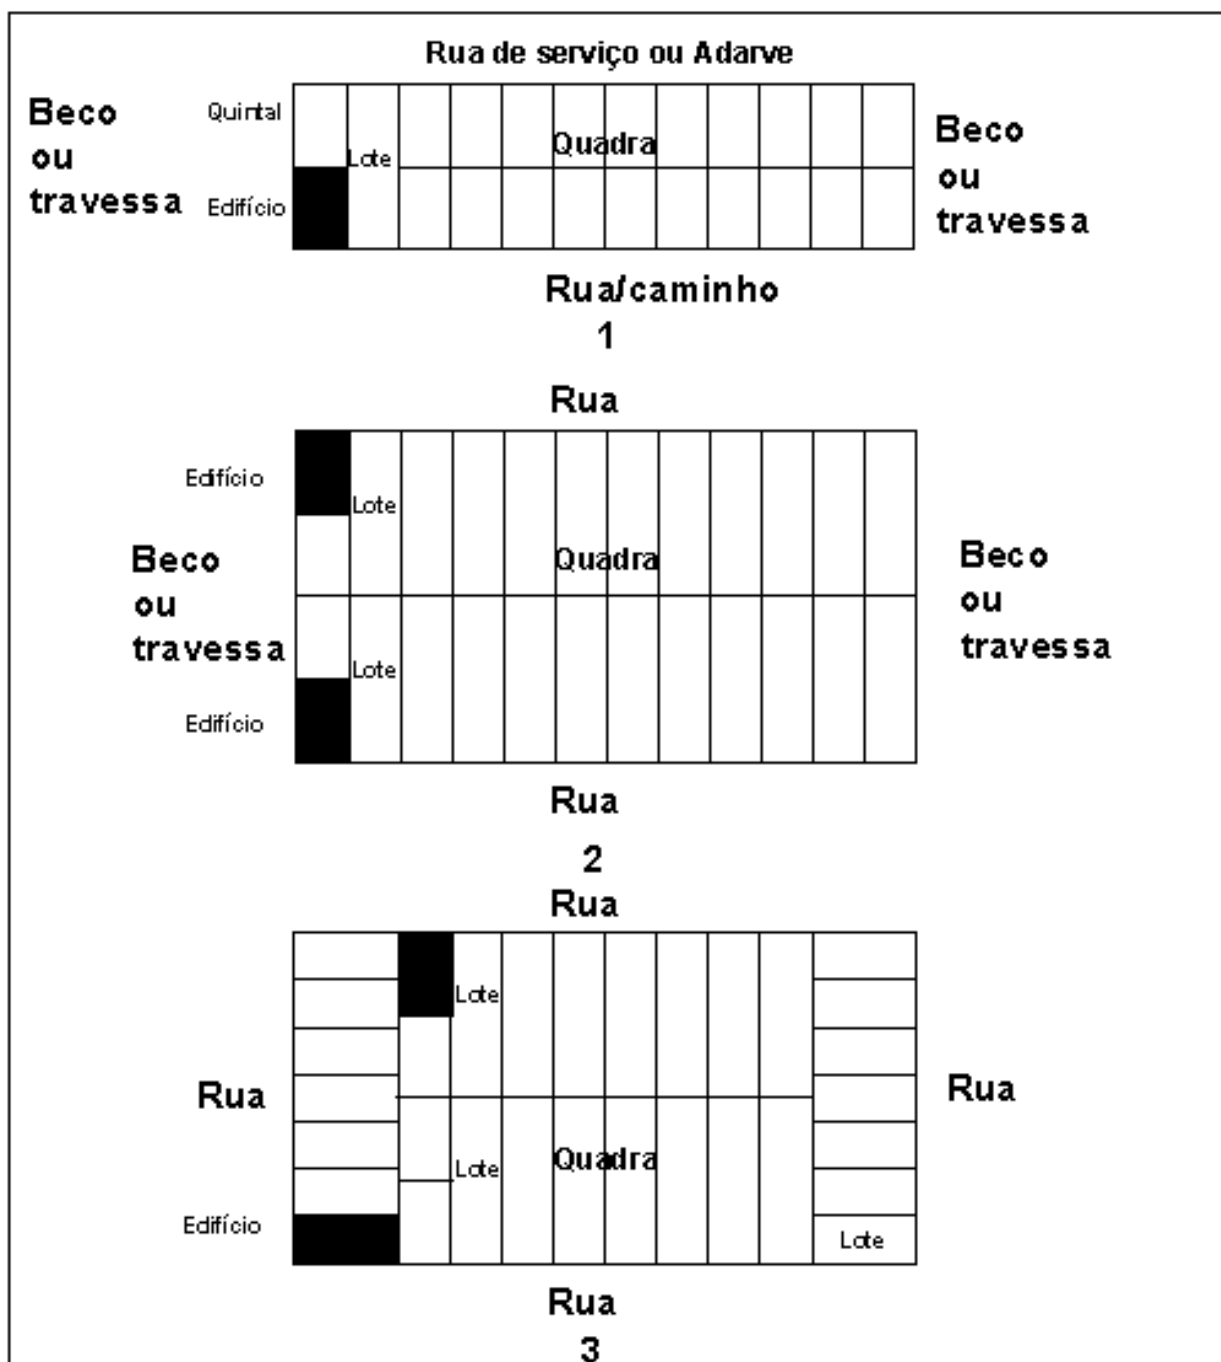 Rua de serviço ou Adarve
Beco
ou
travessa
Quintal
Lote
Edifício
Quadra
Beco
ou
travessa
Rua/caminho
1
Rua
Edifício
Lote
Beco
ou
travessa
Quadra
Beco
ou
travessa
Lote
Edifício
Rua
2
Rua
Lote
Rua
Rua
Lote
Quadra
Edifício
Lote
Rua
3